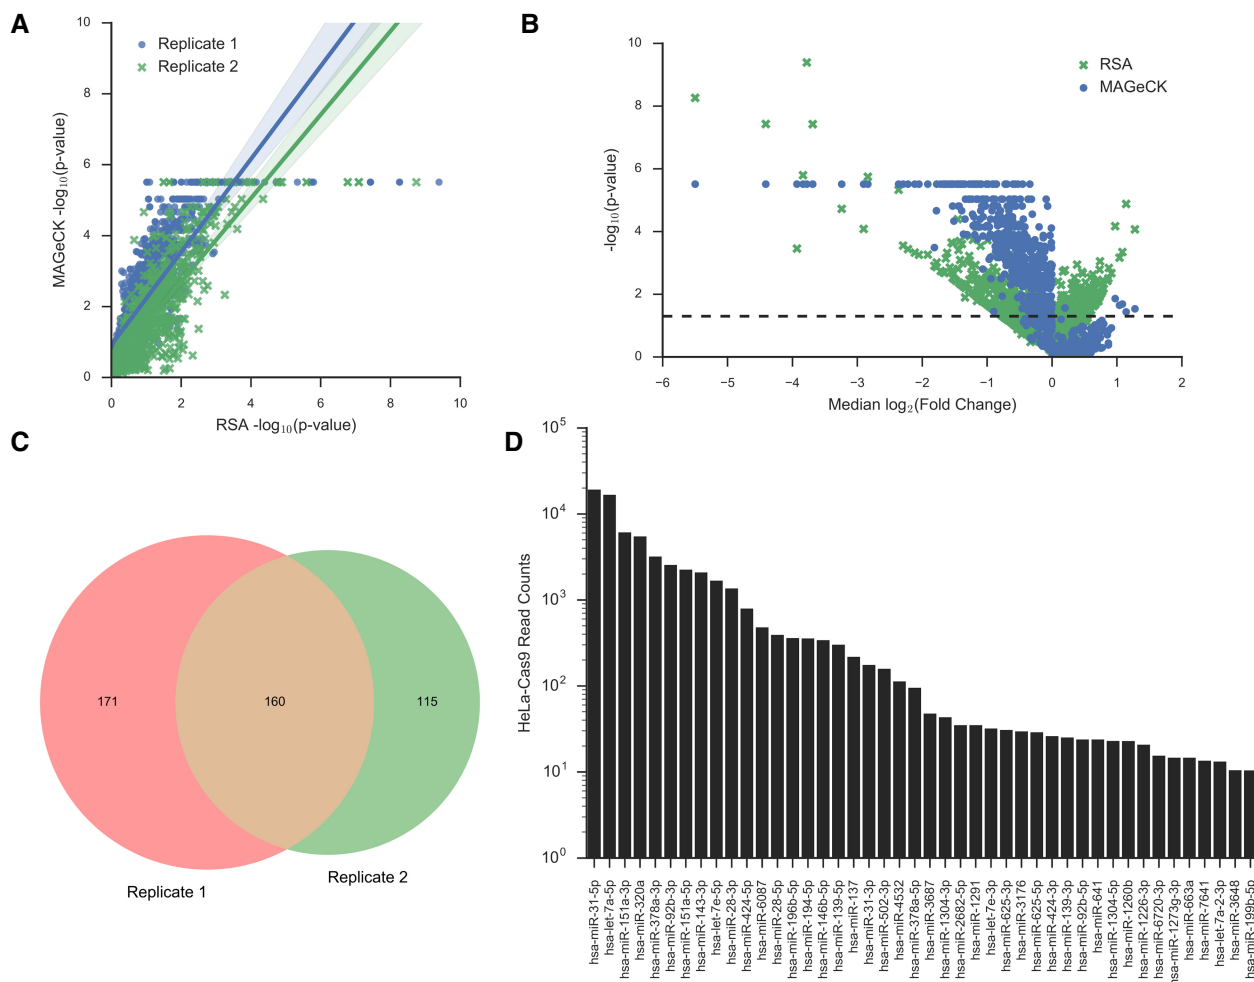 A
10
8
6
4
2
0
MAGeCK -log10(p-value)
Replicate 1
Replicate 2
0 2 4 6 8 10
RSA -log10(p-value)
B
10
8
6
4
2
0
-log10(p-value)
RSA
MAGeCK
−6 −5 −4 −3 −2 −1 0 1 2
Median log2(Fold Change)
C
171
160
115
Replicate 1
Replicate 2
D
10^5
10^4
10^3
10^2
10^1
10^0
HeLa-Cas9 Read Counts
hsa-miR-31-5p
hsa-let-7a-5p
hsa-miR-151a-3p
hsa-miR-320a
hsa-miR-378a-3p
hsa-miR-92b-3p
hsa-miR-151a-5p
hsa-miR-143-3p
hsa-let-7e-5p
hsa-miR-28-3p
hsa-miR-424-5p
hsa-miR-6087
hsa-miR-28-5p
hsa-miR-196b-5p
hsa-miR-194-5p
hsa-miR-146b-5p
hsa-miR-139-5p
hsa-miR-137
hsa-miR-31-3p
hsa-miR-502-3p
hsa-miR-4532
hsa-miR-378a-5p
hsa-miR-3687
hsa-miR-1304-3p
hsa-miR-2682-5p
hsa-miR-1291
hsa-let-7e-3p
hsa-miR-625-3p
hsa-miR-3176
hsa-miR-625-5p
hsa-miR-424-3p
hsa-miR-139-3p
hsa-miR-92b-5p
hsa-miR-641
hsa-miR-1304-5p
hsa-miR-1260b
hsa-miR-1226-3p
hsa-miR-6720-3p
hsa-miR-1273g-3p
hsa-miR-663a
hsa-miR-7641
hsa-let-7a-2-3p
hsa-miR-3648
hsa-miR-199b-5p